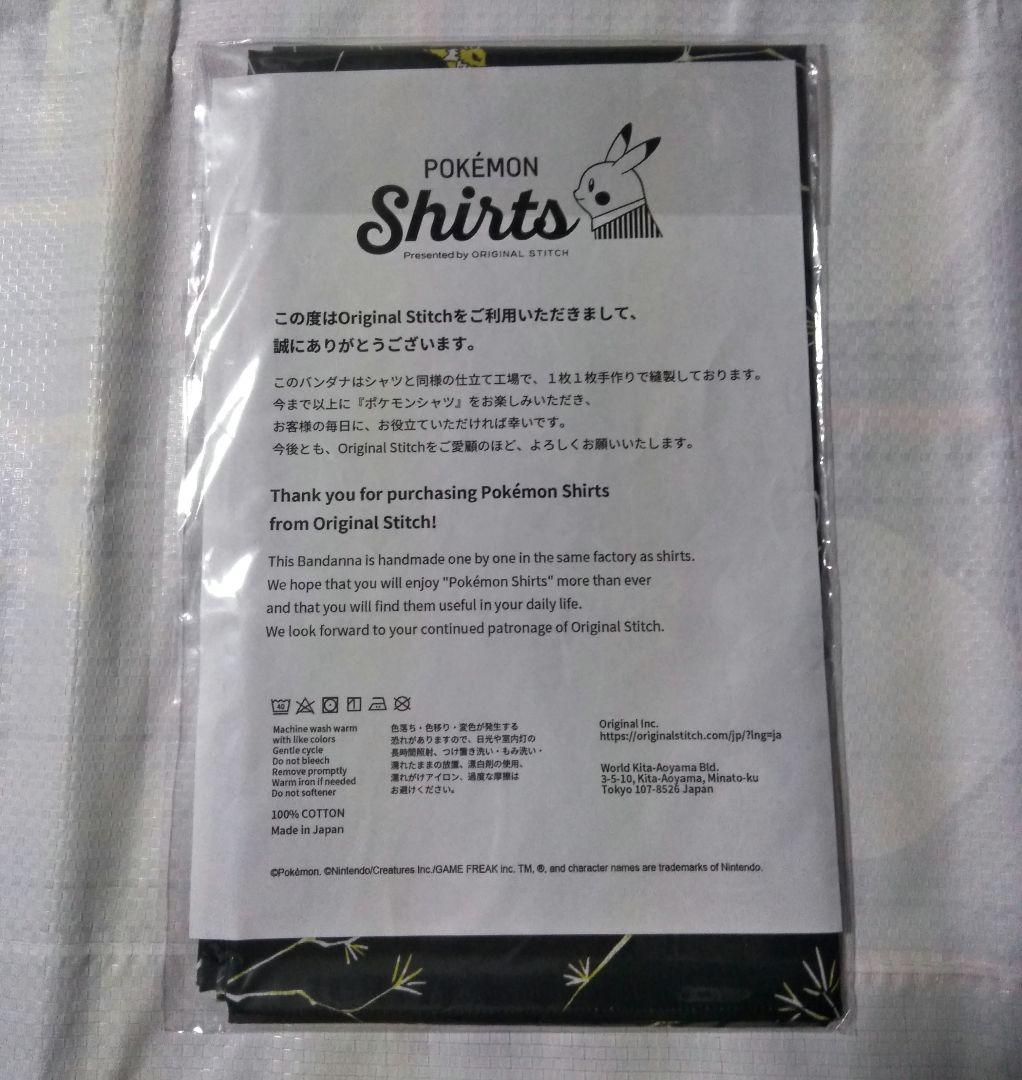 POKÉMON
Shirts
Presented by ORIGINAL STITCH
この度はOriginal Stitchをご利用いただきまして、
誠にありがとうございます。
このバンダナはシャツと同様の仕立て工場で、1枚1枚手作りで縫製しております。
今まで以上に『ポケモンシャツ』をお楽しみいただき、
お客様の毎日に、お役立ていただければ幸いです。
今後とも、Original Stitchをご愛顧のほど、よろしくお願いいたします。
Thank you for purchasing Pokémon Shirts
from Original Stitch!
This Bandanna is handmade one by one in the same factory as shirts.
We hope that you will enjoy "Pokémon Shirts" more than ever
and that you will find them useful in your daily life.
We look forward to your continued patronage of Original Stitch.
40
Machine wash warm
with like colors
Gentle cycle
Do not bleech
Remove promptly
Warm iron if needed
Do not softener
100% COTTON
Made in Japan
色落ち・色移り・変色が発生する
恐れがありますので、日光や室内灯の
長時間照射、つけ置き洗い・もみ洗い・
濡れたままの放置、漂白剤の使用、
濡れがけアイロン、過度な摩擦は
お避けください。
Original Inc.
https://originalstitch.com/jp/?lng=ja
World Kita-Aoyama Bld.
3-5-10, Kita-Aoyama, Minato-ku
Tokyo 107-8526 Japan
©Pokémon. ©Nintendo/Creatures Inc./GAME FREAK inc. TM, ®, and character names are trademarks of Nintendo.